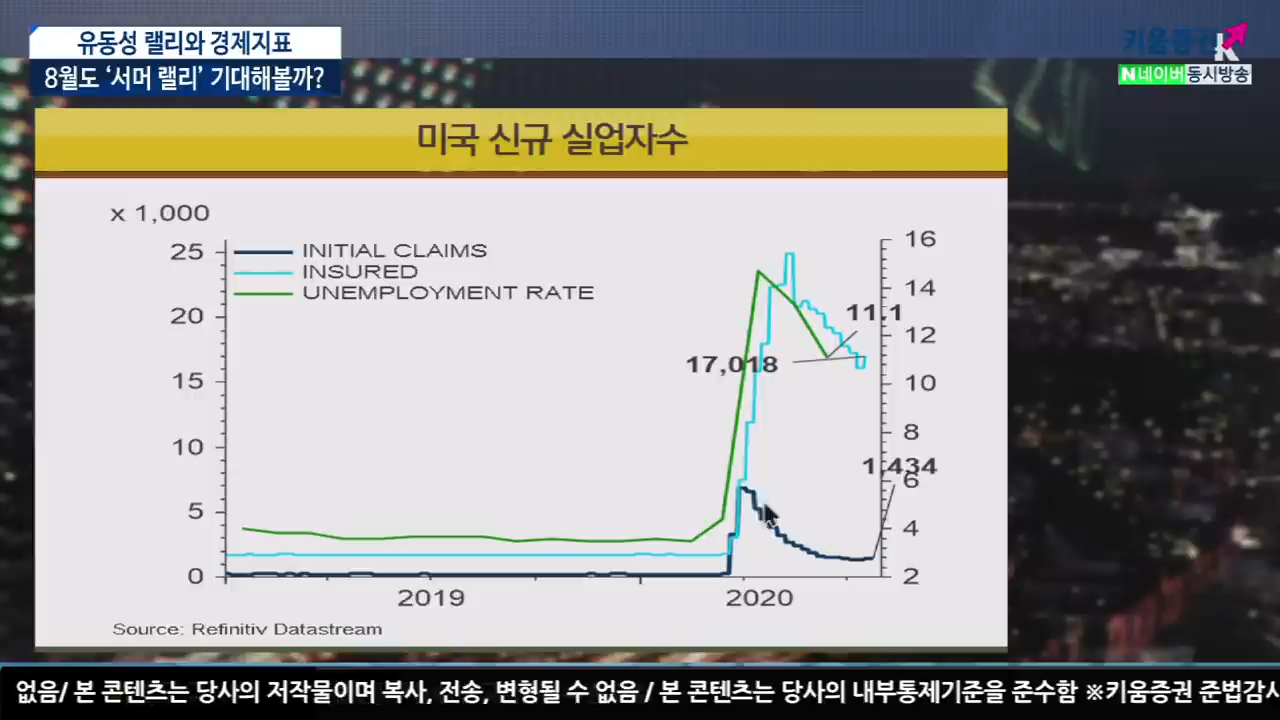 유동성 랠리와 경제지표
8월도 ‘서머 랠리’ 기대해볼까?
키움증권
N네이버동시방송
미국 신규 실업자수
x 1,000
INITIAL CLAIMS
INSURED
UNEMPLOYMENT RATE
25
20
15
10
5
0
16
14
12
10
8
6
4
2
11.1
17,018
1,434
2019
2020
Source: Refinitiv Datastream
없음/ 본 콘텐츠는 당사의 저작물이며 복사, 전송, 변형될 수 없음 / 본 콘텐츠는 당사의 내부통제기준을 준수함 ※키움증권 준법감시